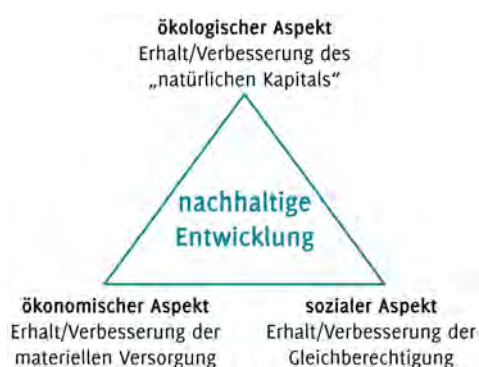 ökologischer Aspekt
Erhalt/Verbesserung des
„natürlichen Kapitals“
nachhaltige
Entwicklung
ökonomischer Aspekt
Erhalt/Verbesserung der
materiellen Versorgung
sozialer Aspekt
Erhalt/Verbesserung der
Gleichberechtigung